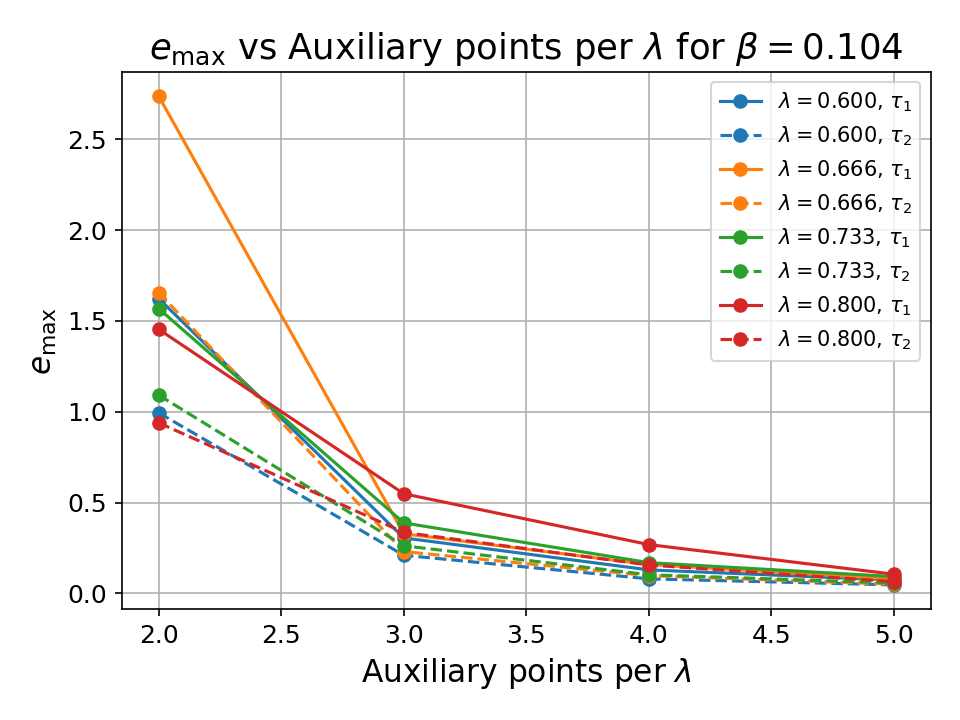 e_max vs Auxiliary points per λ for β = 0.104
e_max
2.5
2.0
1.5
1.0
0.5
0.0
λ = 0.600, τ₁
λ = 0.600, τ₂
λ = 0.666, τ₁
λ = 0.666, τ₂
λ = 0.733, τ₁
λ = 0.733, τ₂
λ = 0.800, τ₁
λ = 0.800, τ₂
2.0 2.5 3.0 3.5 4.0 4.5 5.0
Auxiliary points per λ